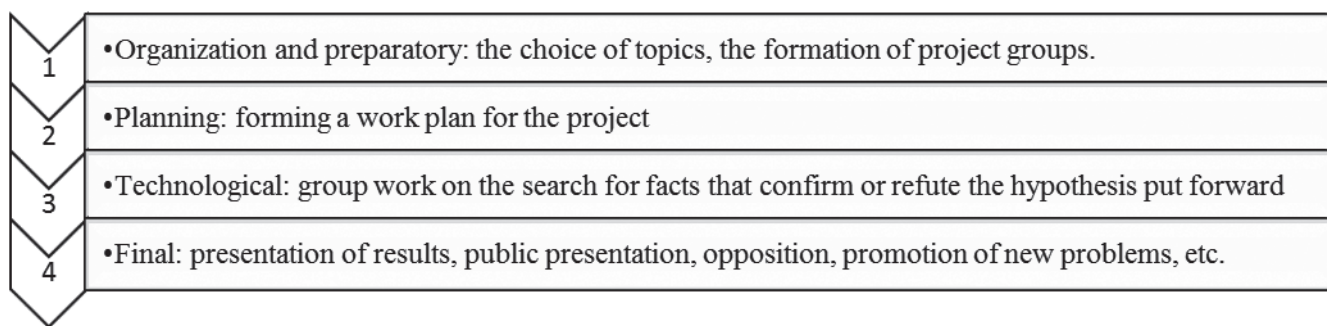 1
•Organization and preparatory: the choice of topics, the formation of project groups.
2
•Planning: forming a work plan for the project
3
•Technological: group work on the search for facts that confirm or refute the hypothesis put forward
4
•Final: presentation of results, public presentation, opposition, promotion of new problems, etc.